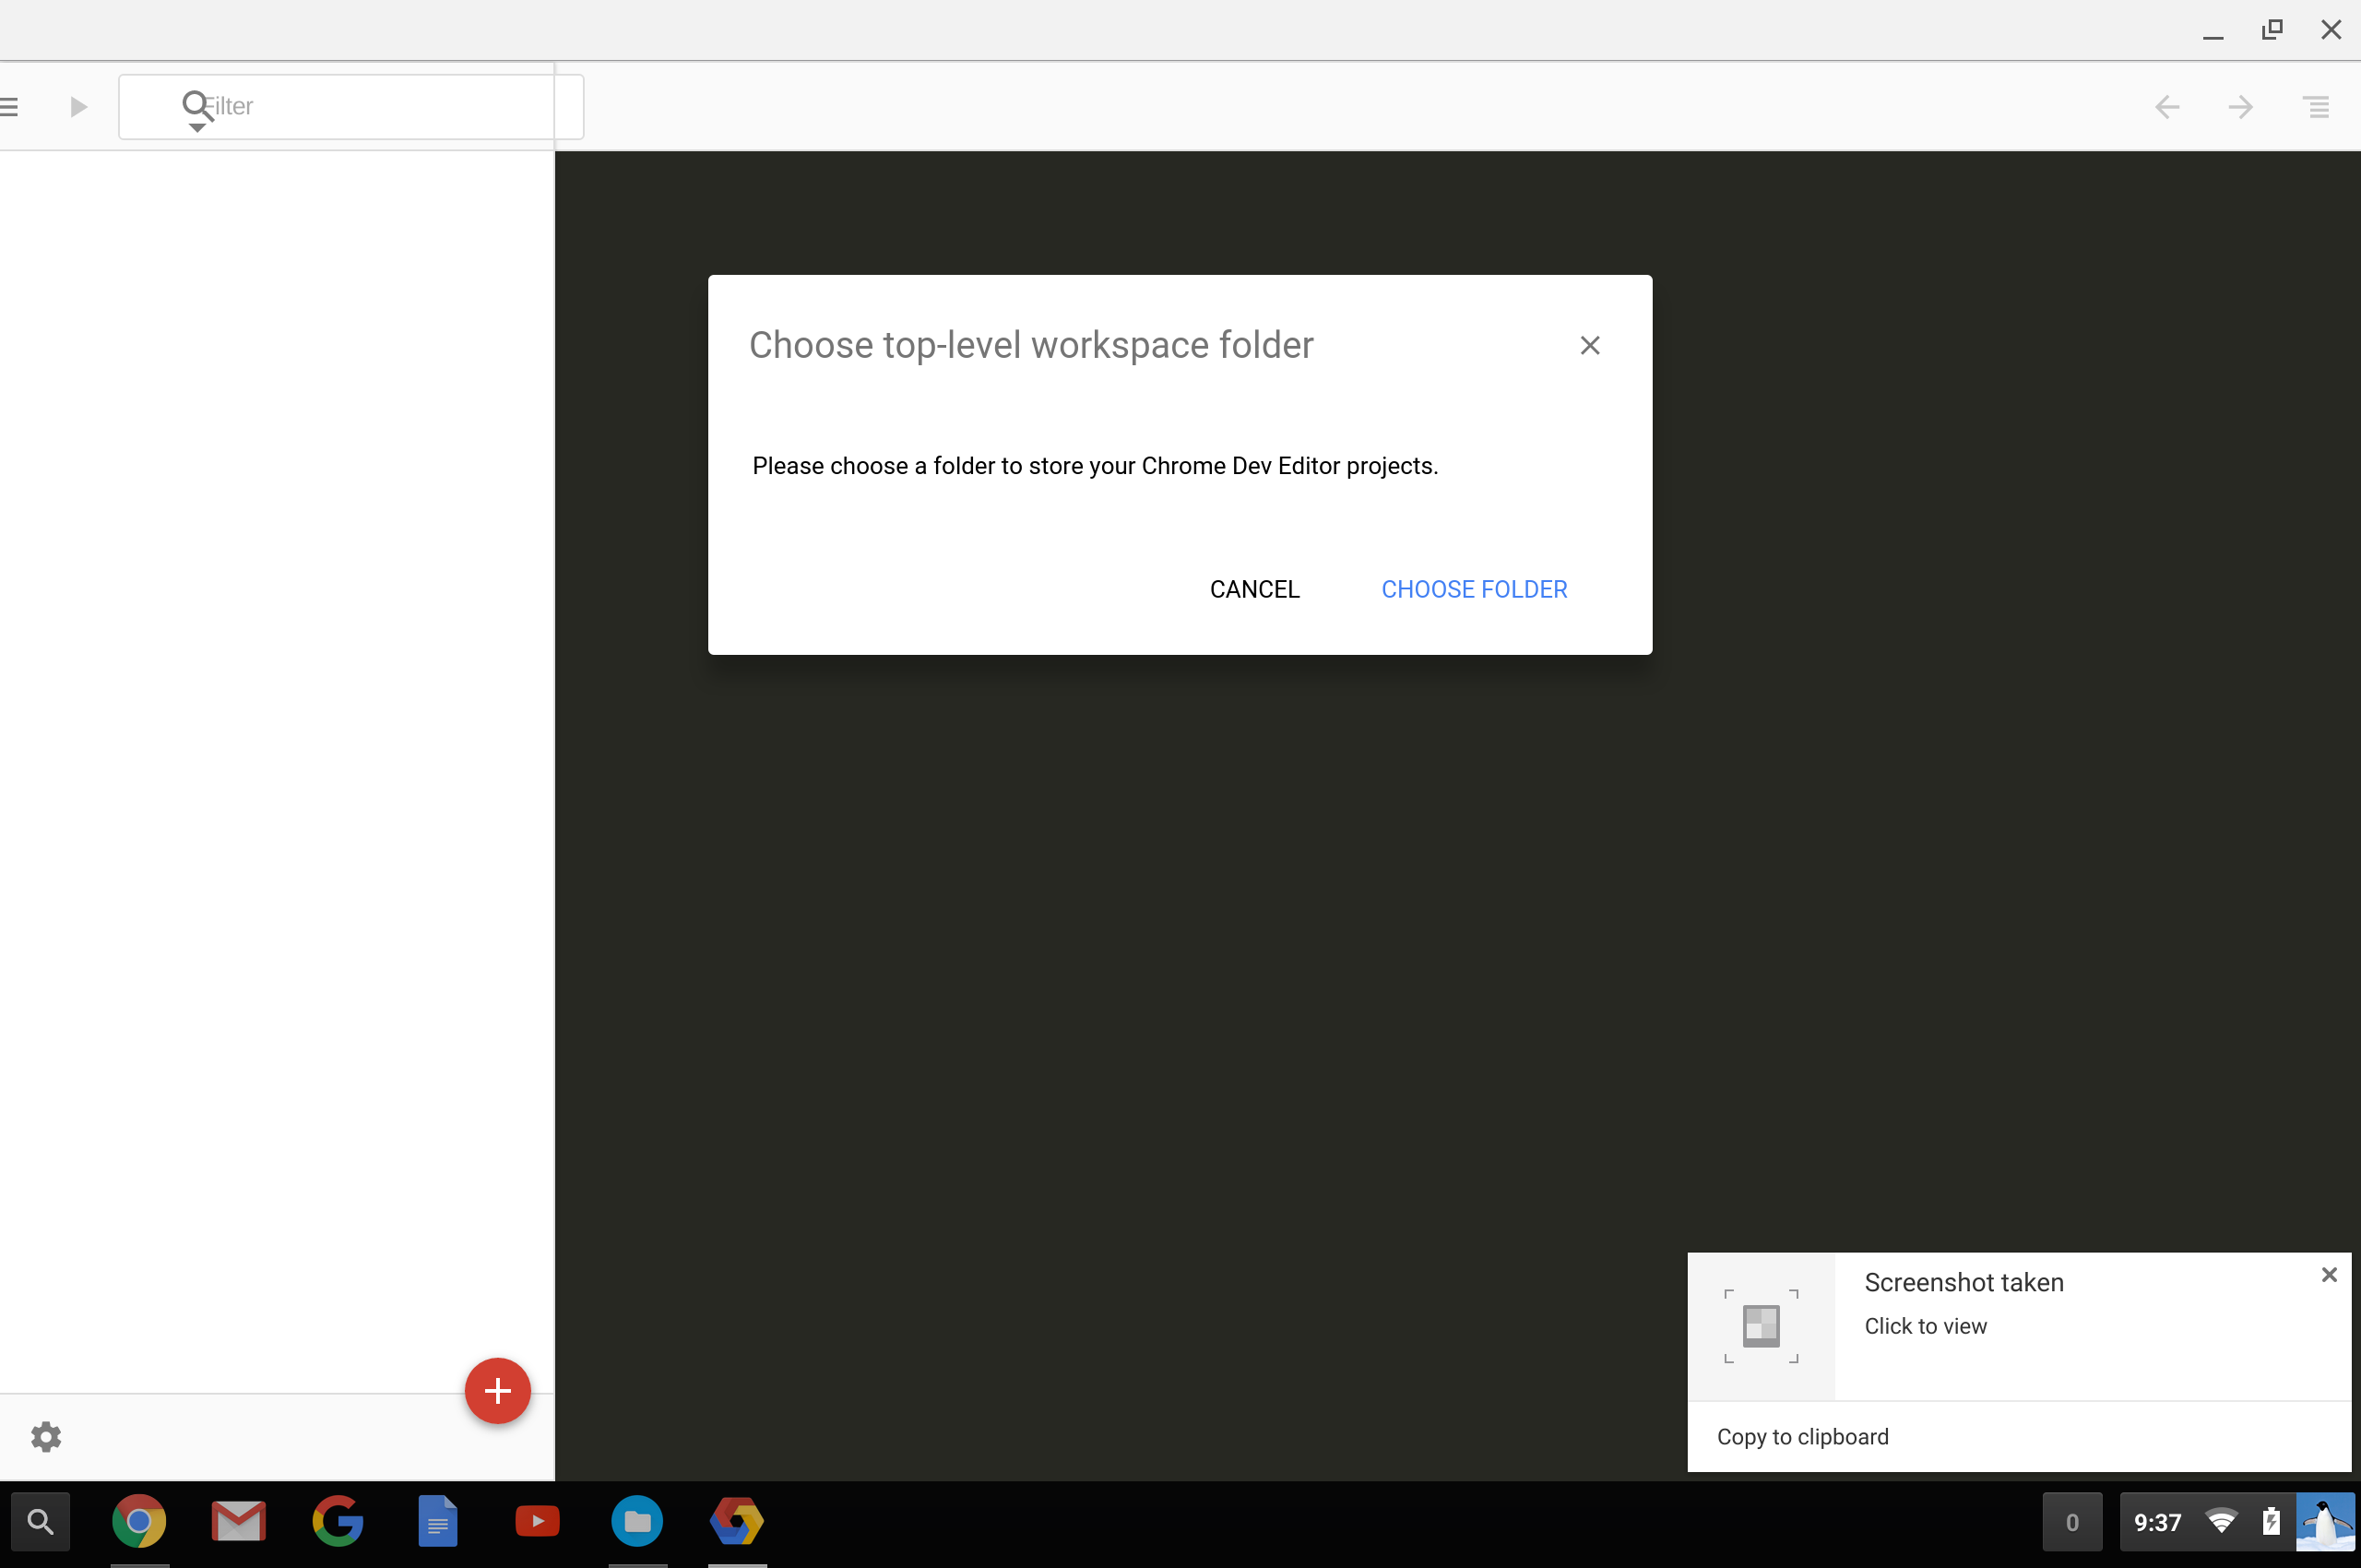 Filter
Choose top-level workspace folder
Please choose a folder to store your Chrome Dev Editor projects.
CANCEL CHOOSE FOLDER
Screenshot taken
Click to view
Copy to clipboard
0 9:37